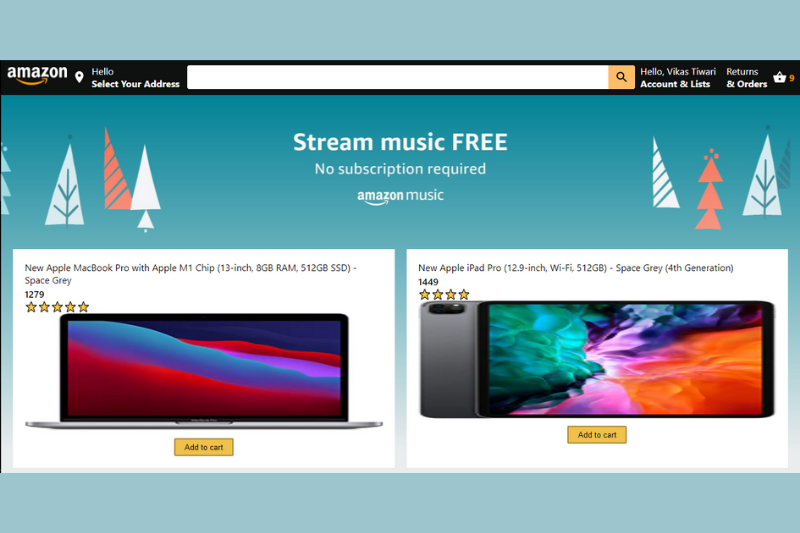 amazon
Hello
Select Your Address
Hello, Vikas Tiwari
Account & Lists
Returns
& Orders
9
Stream music FREE
No subscription required
amazon music
New Apple MacBook Pro with Apple M1 Chip (13-inch, 8GB RAM, 512GB SSD) -
Space Grey
1279
Add to cart
New Apple iPad Pro (12.9-inch, Wi-Fi, 512GB) - Space Grey (4th Generation)
1449
Add to cart